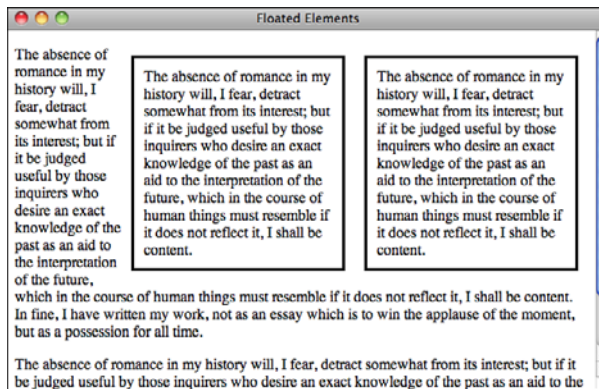 Floated Elements
The absence of
romance in my
history will, I
fear, detract
somewhat from
its interest; but if
it be judged
useful by those
inquirers who
desire an exact
knowledge of the
past as an aid to
the interpretation
of the future,
The absence of romance in my
history will, I fear, detract
somewhat from its interest; but
if it be judged useful by those
inquirers who desire an exact
knowledge of the past as an
aid to the interpretation of the
future, which in the course of
human things must resemble if
it does not reflect it, I shall be
content.
The absence of romance in my
history will, I fear, detract
somewhat from its interest; but
if it be judged useful by those
inquirers who desire an exact
knowledge of the past as an
aid to the interpretation of the
future, which in the course of
human things must resemble if
it does not reflect it, I shall be
content.
which in the course of human things must resemble if it does not reflect it, I shall be content.
In fine, I have written my work, not as an essay which is to win the applause of the moment,
but as a possession for all time.
The absence of romance in my history will, I fear, detract somewhat from its interest; but if it
be judged useful by those inquirers who desire an exact knowledge of the past as an aid to the